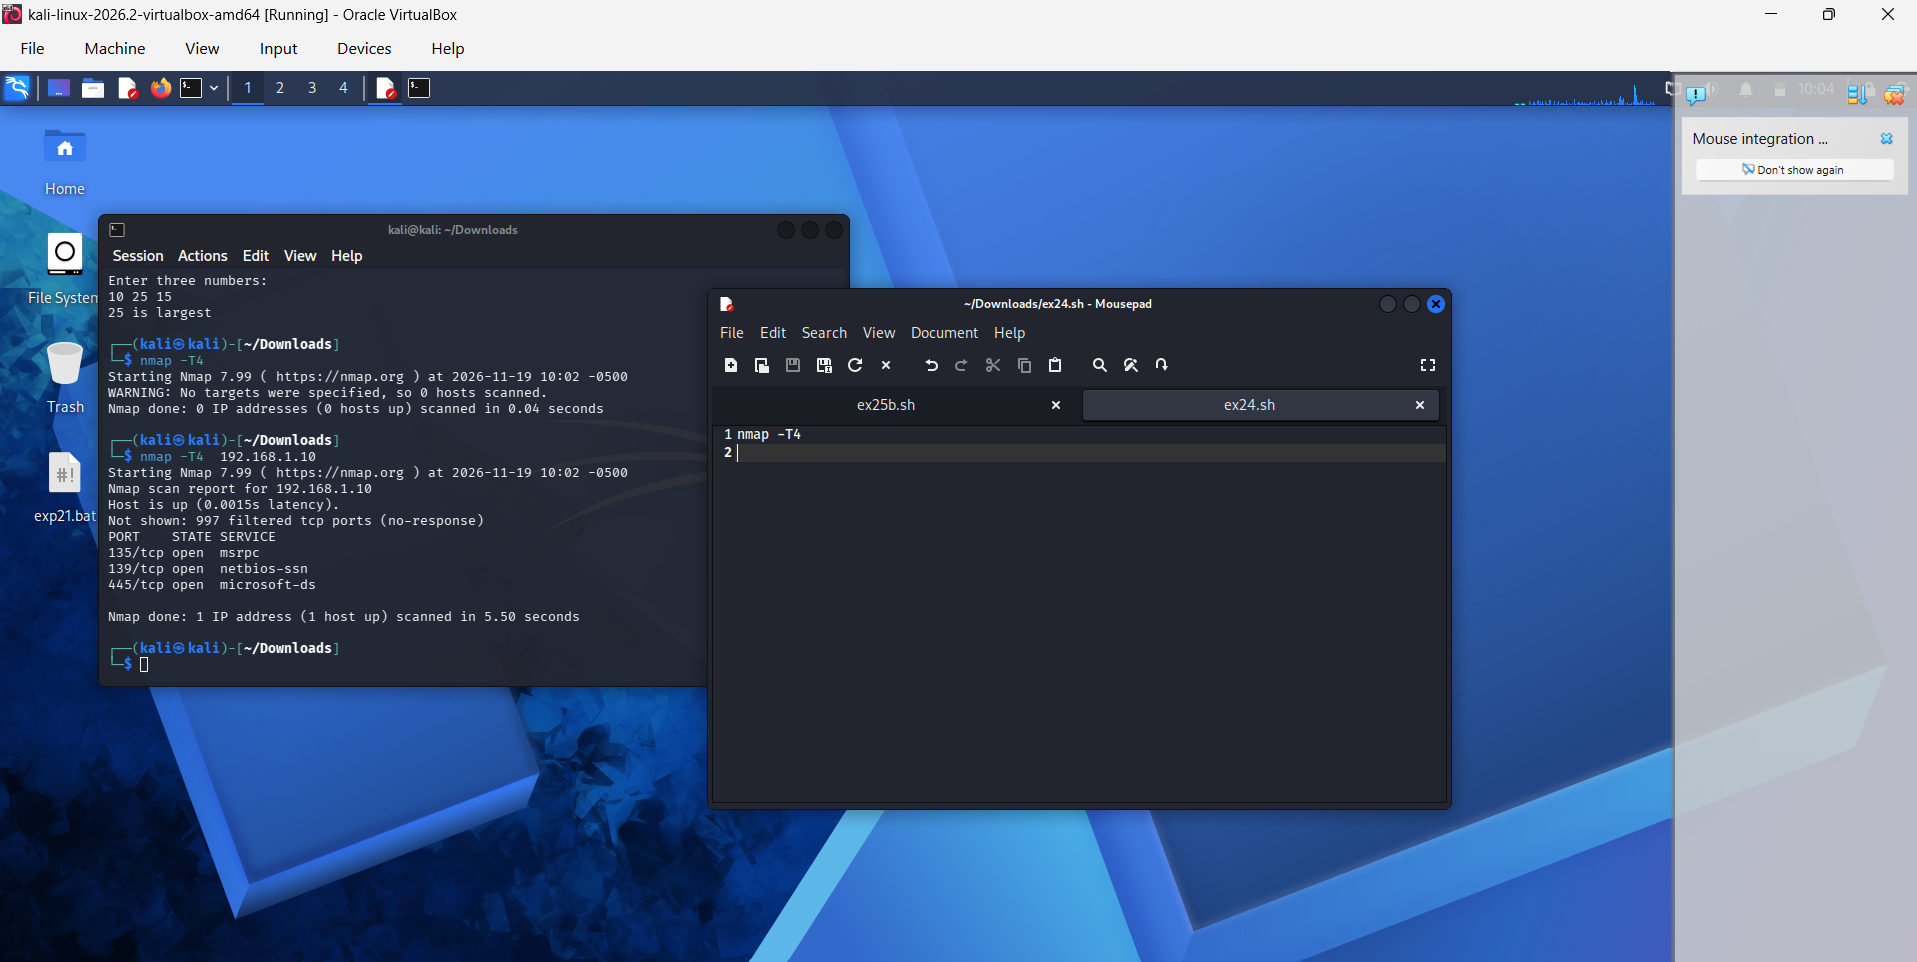 kali-linux-2026.2-virtualbox-amd64 [Running] - Oracle VirtualBox
File Machine View Input Devices Help
1 2 3 4
10:04
Mouse integration ...
Don't show again
Home
File System
Trash
#!
exp21.bat
kali@kali: ~/Downloads
Session Actions Edit View Help
Enter three numbers:
10 25 15
25 is largest
┌──(kali㉿kali)-[~/Downloads]
└─$ nmap -T4
Starting Nmap 7.99 ( https://nmap.org ) at 2026-11-19 10:02 -0500
WARNING: No targets were specified, so 0 hosts scanned.
Nmap done: 0 IP addresses (0 hosts up) scanned in 0.04 seconds
┌──(kali㉿kali)-[~/Downloads]
└─$ nmap -T4  192.168.1.10
Starting Nmap 7.99 ( https://nmap.org ) at 2026-11-19 10:02 -0500
Nmap scan report for 192.168.1.10
Host is up (0.0015s latency).
Not shown: 997 filtered tcp ports (no-response)
PORT    STATE SERVICE
135/tcp open  msrpc
139/tcp open  netbios-ssn
445/tcp open  microsoft-ds
Nmap done: 1 IP address (1 host up) scanned in 5.50 seconds
┌──(kali㉿kali)-[~/Downloads]
└─$
~/Downloads/ex24.sh - Mousepad
File Edit Search View Document Help
ex25b.sh ex24.sh
1 nmap -T4
2